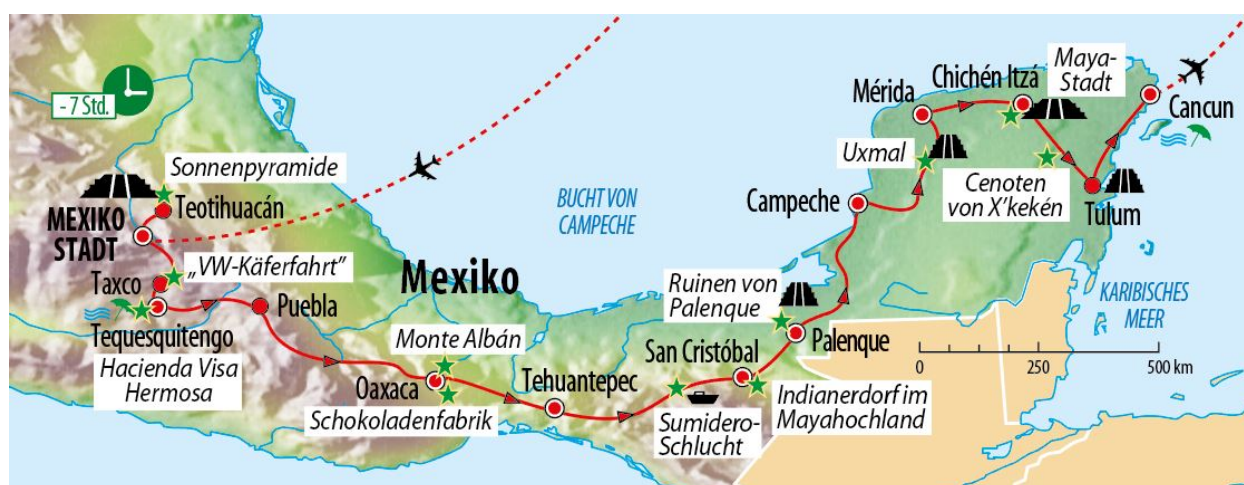 - 7 Std.
Sonnenpyramide
Teotihuacán
MEXIKO
STADT
Taxco
„VW-Käferfahrt”
Tequesquitengo
Hacienda Visa
Hermosa
Puebla
Mexiko
BUCHT VON
CAMPECHE
Monte Albán
Oaxaca
Schokoladenfabrik
Tehuantepec
San Cristóbal
Sumidero-
Schlucht
Indianerdorf im
Mayahochland
Ruinen von
Palenque
Palenque
Campeche
Uxmal
Mérida
Chichén Itzá
Maya-
Stadt
Cenoten
von X'kekén
Tulum
Cancun
KARIBISCHES
MEER
0
250
500 km